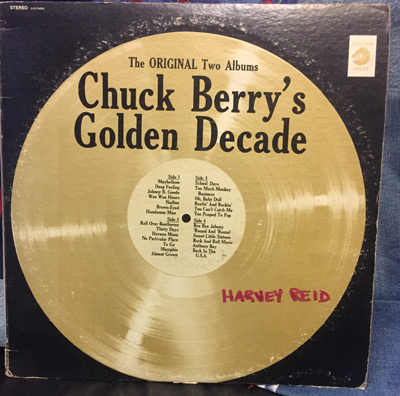 STEREO
The ORIGINAL Two Albums
Chuck Berry's
Golden Decade
Side 1
Maybellene
Deep Feeling
Johnny B. Goode
Wee Wee Hours
Nadine
Brown-Eyed
Handsome Man
Side 2
Roll Over Beethoven
Thirty Days
Havana Moon
No Particular Place
To Go
Memphis
Almost Grown
Side 3
School Days
Too Much Monkey
Business
Oh, Baby Doll
Reelin' And Rockin'
You Can't Catch Me
Too Pooped To Pop
Side 4
Bye Bye Johnny
'Round And 'Round
Sweet Little Sixteen
Rock And Roll Music
Anthony Boy
Back In The
U.S.A.
HARVEY REID